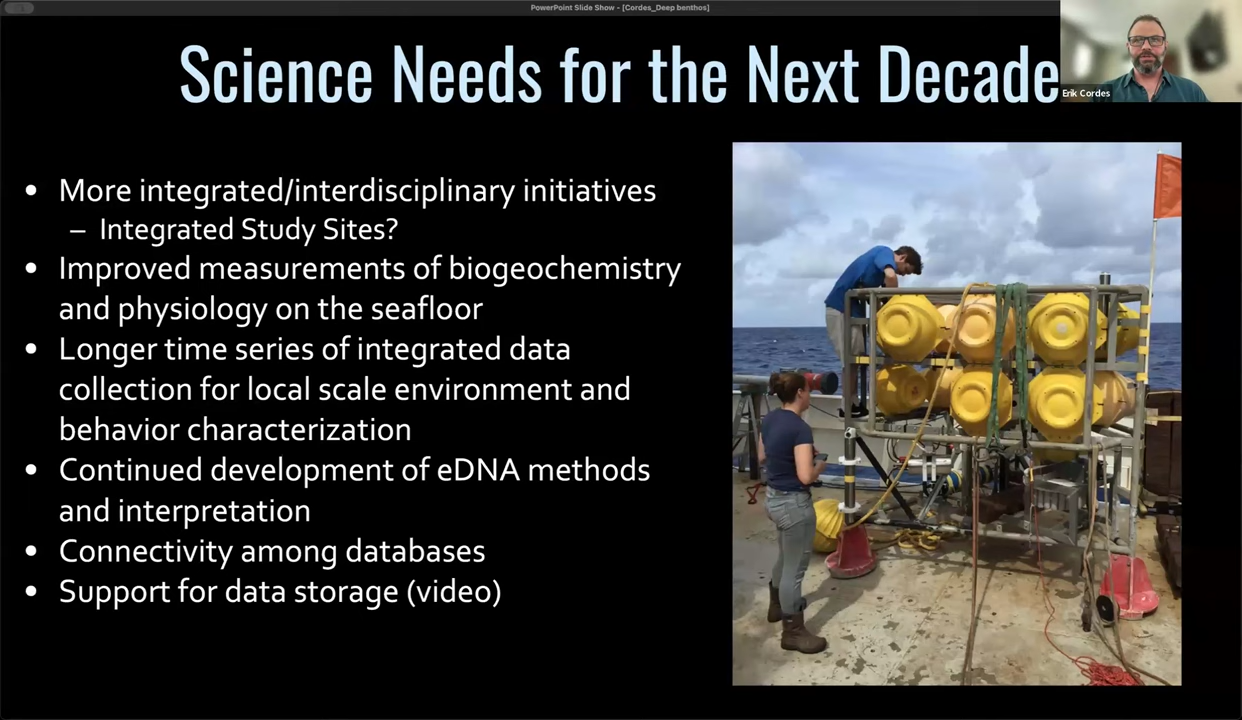 PowerPoint Slide Show - [Cordes_Deep benthos]
Science Needs for the Next Decade
Erik Cordes
• More integrated/interdisciplinary initiatives
– Integrated Study Sites?
• Improved measurements of biogeochemistry
and physiology on the seafloor
• Longer time series of integrated data
collection for local scale environment and
behavior characterization
• Continued development of eDNA methods
and interpretation
• Connectivity among databases
• Support for data storage (video)